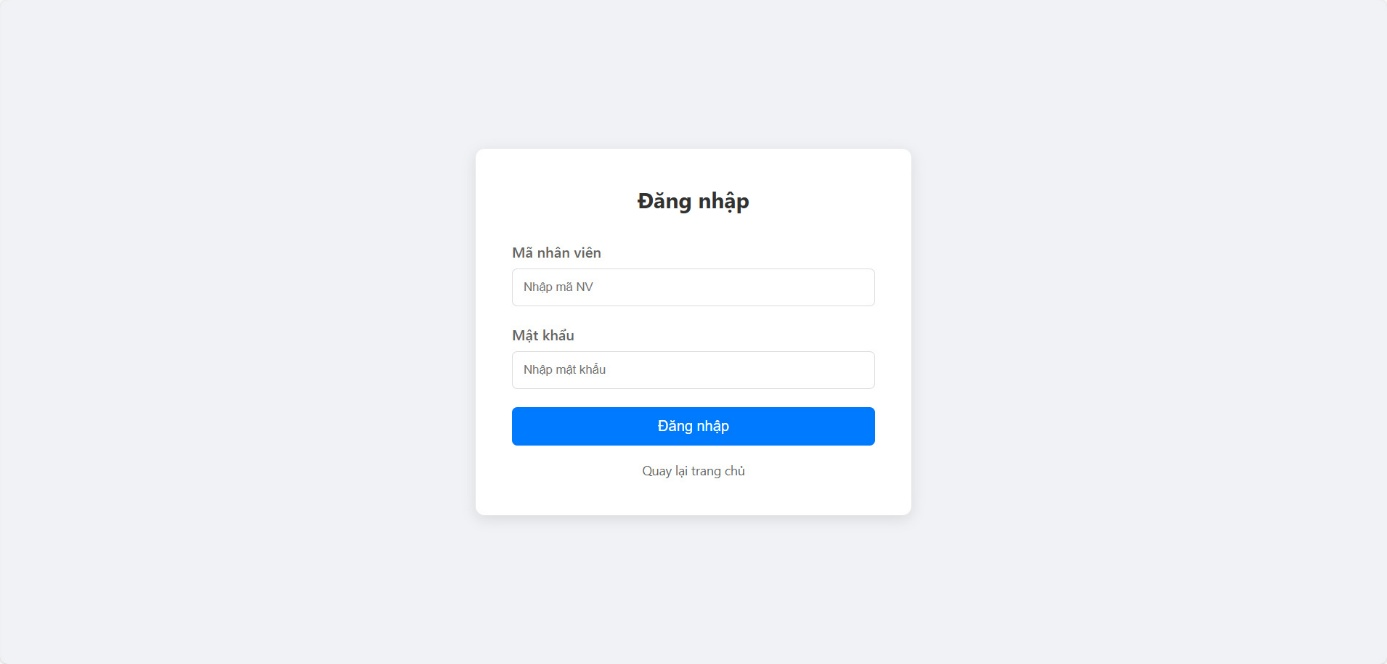 Đăng nhập
Mã nhân viên
Nhập mã NV
Mật khẩu
Nhập mật khẩu
Đăng nhập
Quay lại trang chủ